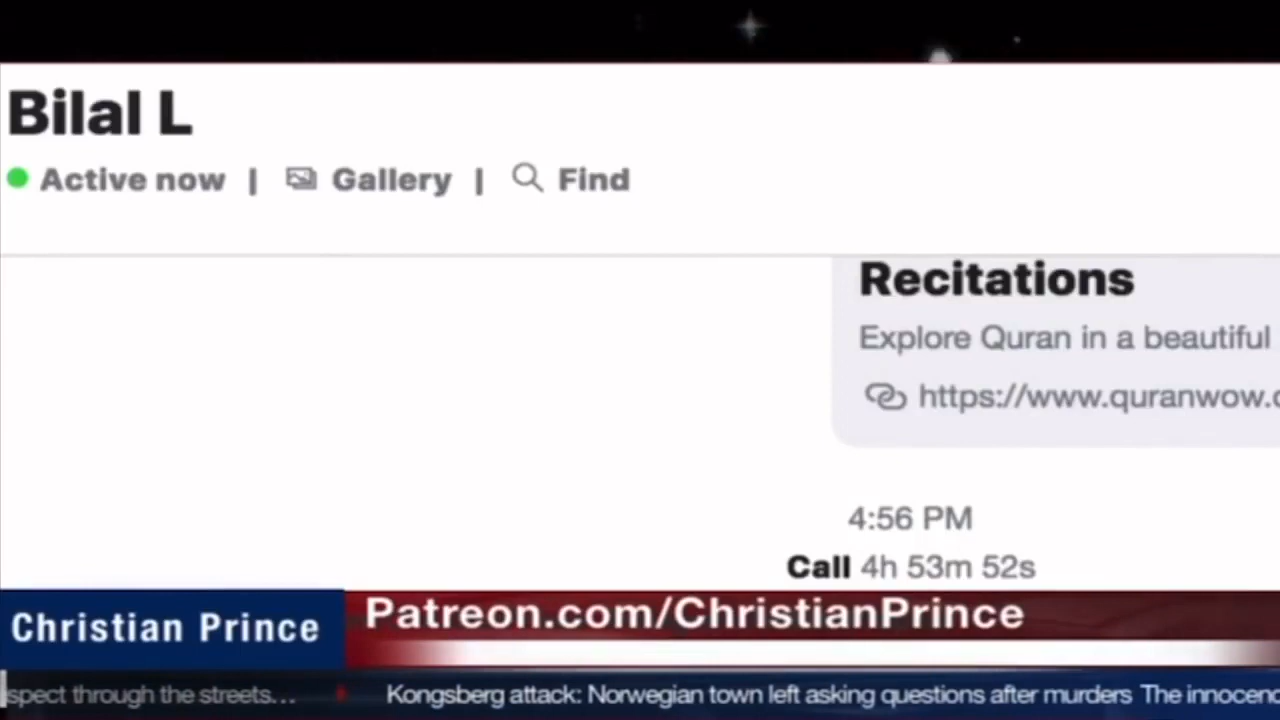 Bilal L
Active now | Gallery | Find
Recitations
Explore Quran in a beautiful
https://www.quranwow.
4:56 PM
Call 4h 53m 52s
Christian Prince
Patreon.com/ChristianPrince
spect through the streets... Kongsberg attack: Norwegian town left asking questions after murders The innocenc